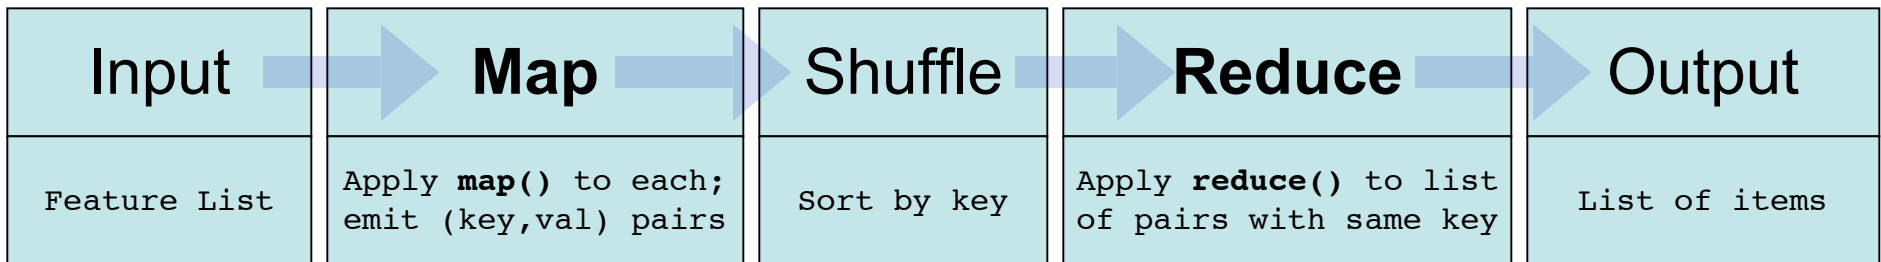 Input
Map
Shuffle
Reduce
Output
Feature List
Apply map() to each;
emit (key,val) pairs
Sort by key
Apply reduce() to list
of pairs with same key
List of items